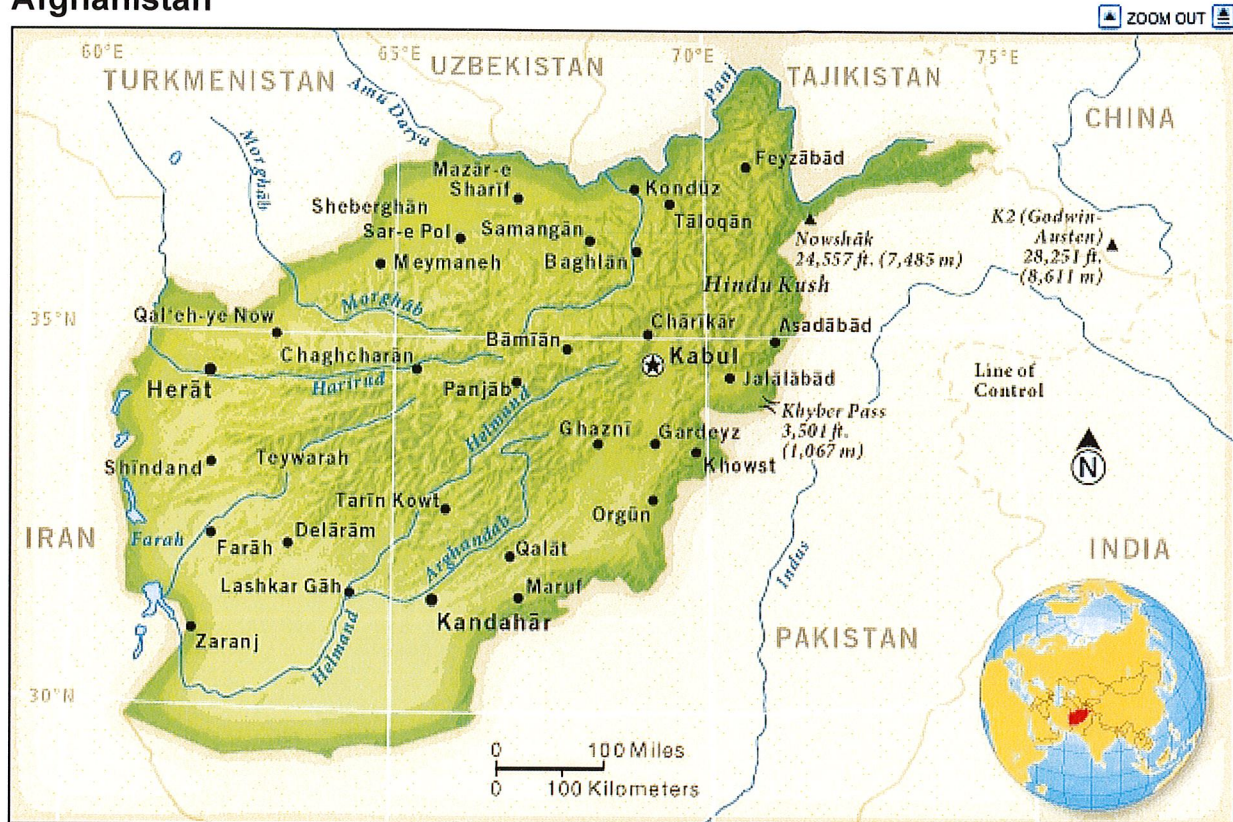 Afghanistan
ZOOM OUT
60°E
65°E
70°E
75°E
TURKMENISTAN
UZBEKISTAN
TAJIKISTAN
CHINA
Amu Darya
Panj
Morghāb
Feyzābād
Mazār-e
Sharīf
Kondūz
Sheberghān
Tāloqān
Sar-e Pol
Samangān
Meymaneh
Baghlān
Nowshāk
24,557 ft. (7,485 m)
K2 (Godwin-
Austen)
28,251 ft.
(8,611 m)
Hindu Kush
Morghāb
35°N
Qal'eh-ye Now
Chārīkār
Asadābād
Bāmīān
Chaghcharān
Kabul
Herāt
Harirud
Panjāb
Jalālābād
Line of
Control
Helmand
Khyber Pass
3,501 ft.
(1,067 m)
Ghaznī
Gardeyz
Shīndand
Teywarah
Khowst
N
Tarīn Kowt
Orgūn
IRAN
Farah
Farāh
Delārām
Arghandab
Qalāt
INDIA
Indus
Lashkar Gāh
Maruf
Kandahār
Zaranj
Helmand
PAKISTAN
30°N
0 100 Miles
0 100 Kilometers